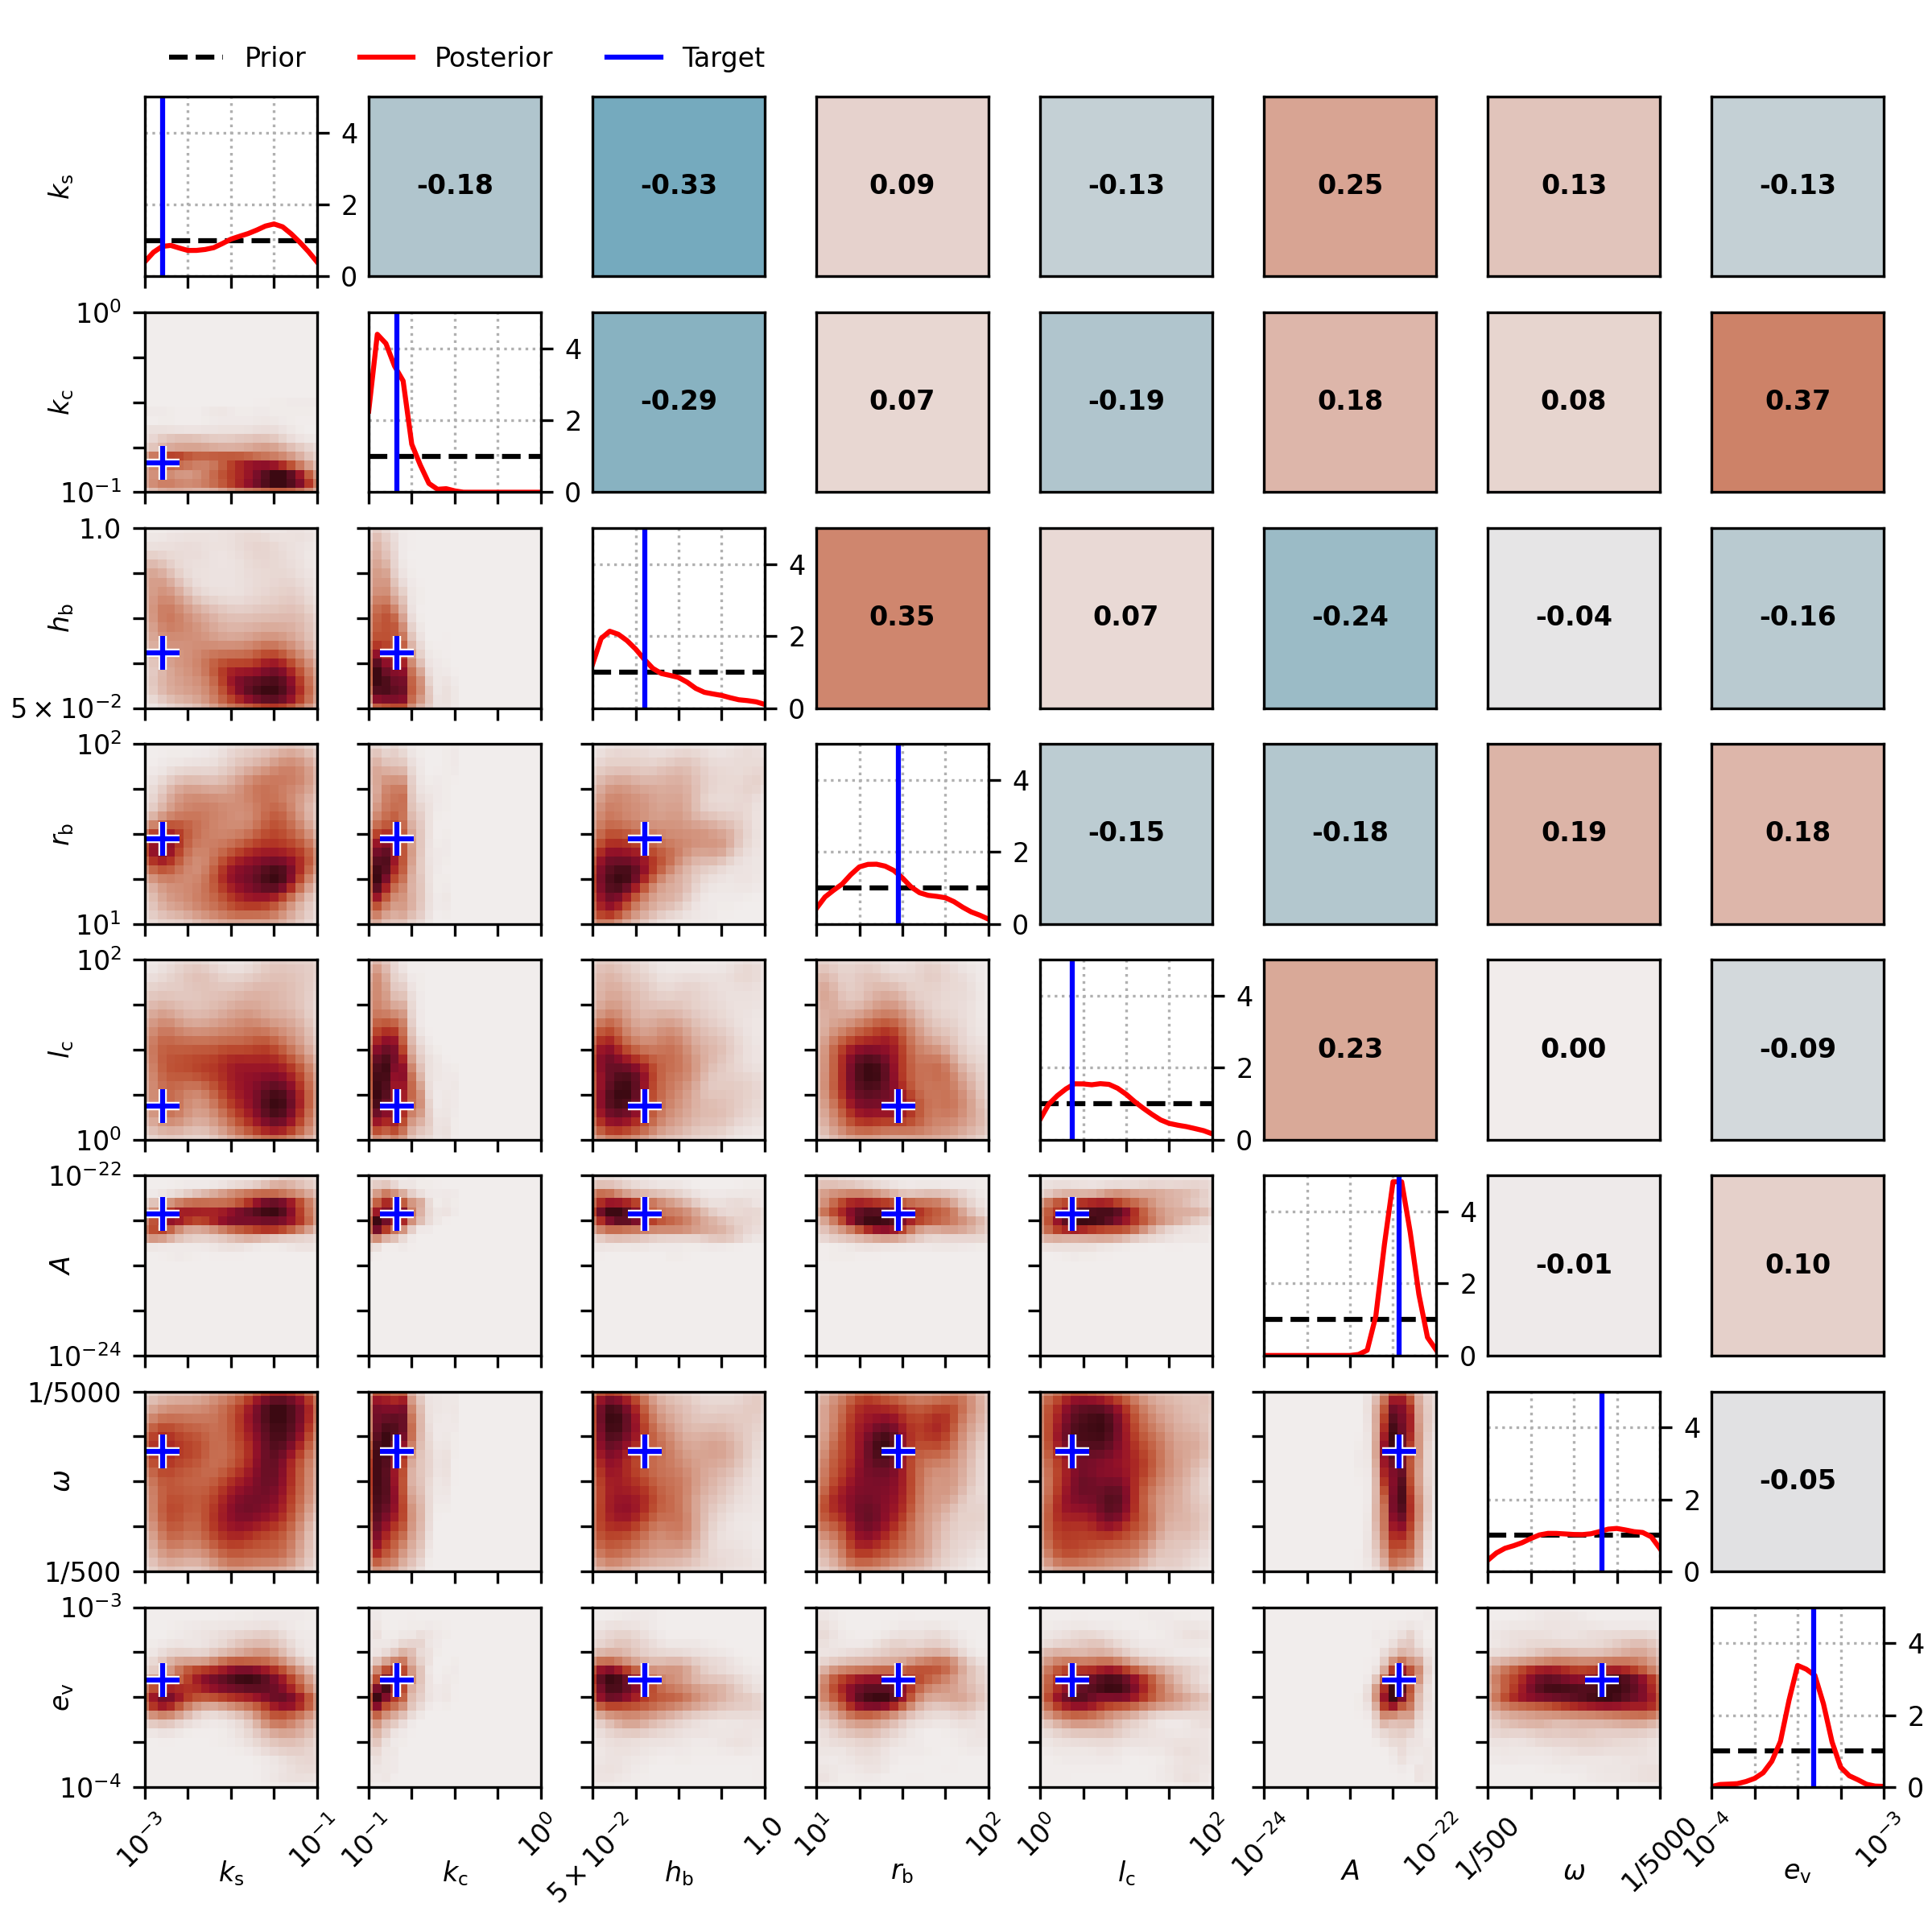 Prior Posterior Target
k_s 4 2 0 -0.18 -0.33 0.09 -0.13 0.25 0.13 -0.13
10^0 k_c 10^-1 4 2 0 -0.29 0.07 -0.19 0.18 0.08 0.37
1.0 h_b 5 × 10^-2 4 2 0 0.35 0.07 -0.24 -0.04 -0.16
10^2 r_b 10^1 4 2 0 -0.15 -0.18 0.19 0.18
10^2 l_c 10^0 4 2 0 0.23 0.00 -0.09
10^-22 A 10^-24 4 2 0 -0.01 0.10
1/5000 ω 1/500 4 2 0 -0.05
10^-3 e_v 10^-4 4 2 0
10^-3 10^-1 10^-1 10^0 5 × 10^-2 1.0 10^1 10^2 10^0 10^2 10^-24 10^-22 1/500 1/5000 10^-4 10^-3
k_s k_c h_b r_b l_c A ω e_v